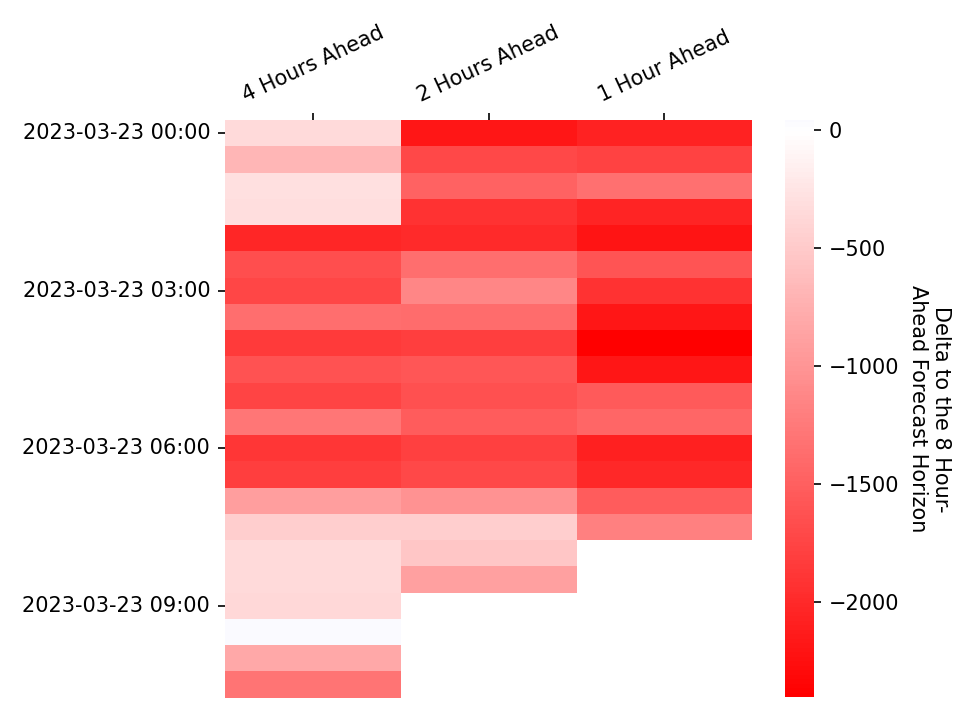 4 Hours Ahead
2 Hours Ahead
1 Hour Ahead
2023-03-23 00:00
2023-03-23 03:00
2023-03-23 06:00
2023-03-23 09:00
0
−500
−1000
−1500
−2000
Delta to the 8 Hour-
Ahead Forecast Horizon